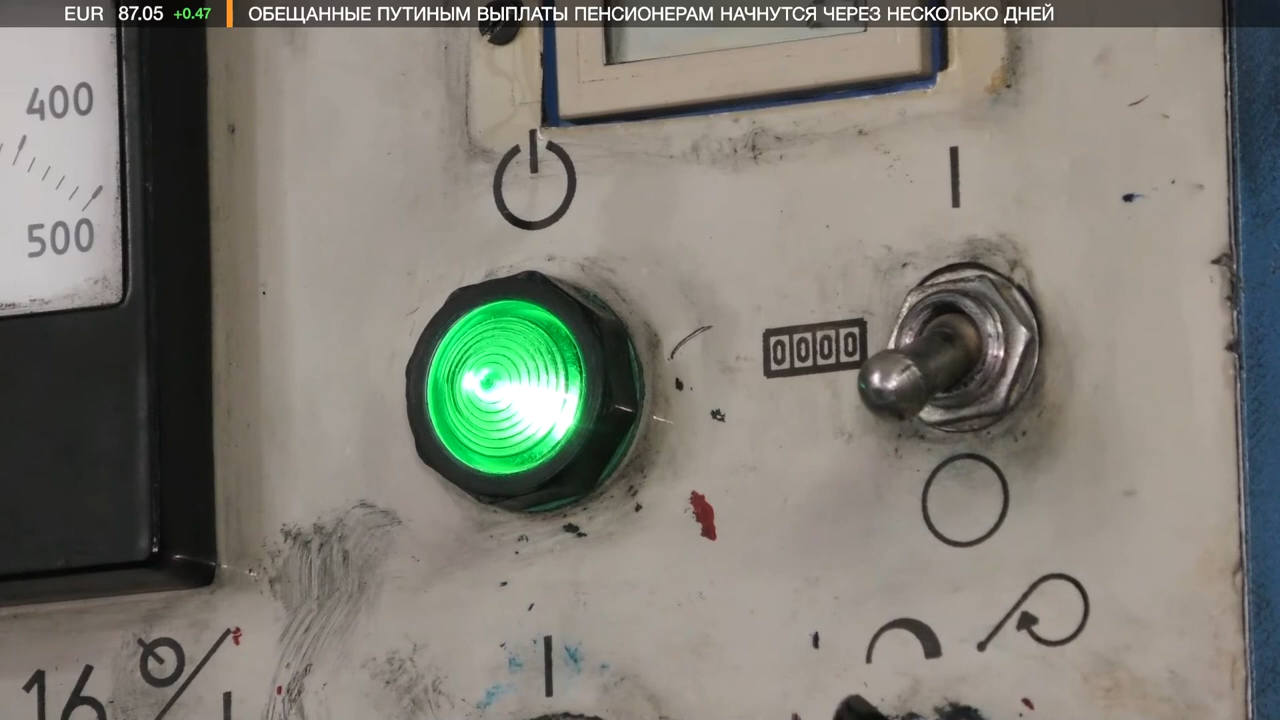 EUR 87.05 +0.47 ОБЕЩАННЫЕ ПУТИНЫМ ВЫПЛАТЫ ПЕНСИОНЕРАМ НАЧНУТСЯ ЧЕРЕЗ НЕСКОЛЬКО ДНЕЙ
400
500
0000
16